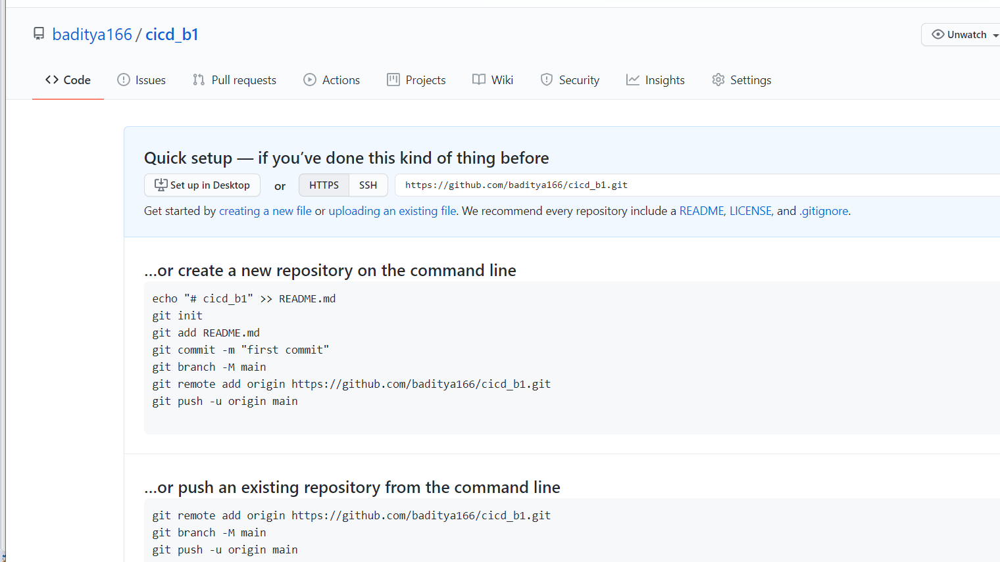 baditya166 / cicd_b1
Unwatch
Code Issues Pull requests Actions Projects Wiki Security Insights Settings
Quick setup — if you’ve done this kind of thing before
Set up in Desktop or HTTPS SSH https://github.com/baditya166/cicd_b1.git
Get started by creating a new file or uploading an existing file. We recommend every repository include a README, LICENSE, and .gitignore.
…or create a new repository on the command line
echo "# cicd_b1" >> README.md
git init
git add README.md
git commit -m "first commit"
git branch -M main
git remote add origin https://github.com/baditya166/cicd_b1.git
git push -u origin main
…or push an existing repository from the command line
git remote add origin https://github.com/baditya166/cicd_b1.git
git branch -M main
git push -u origin main